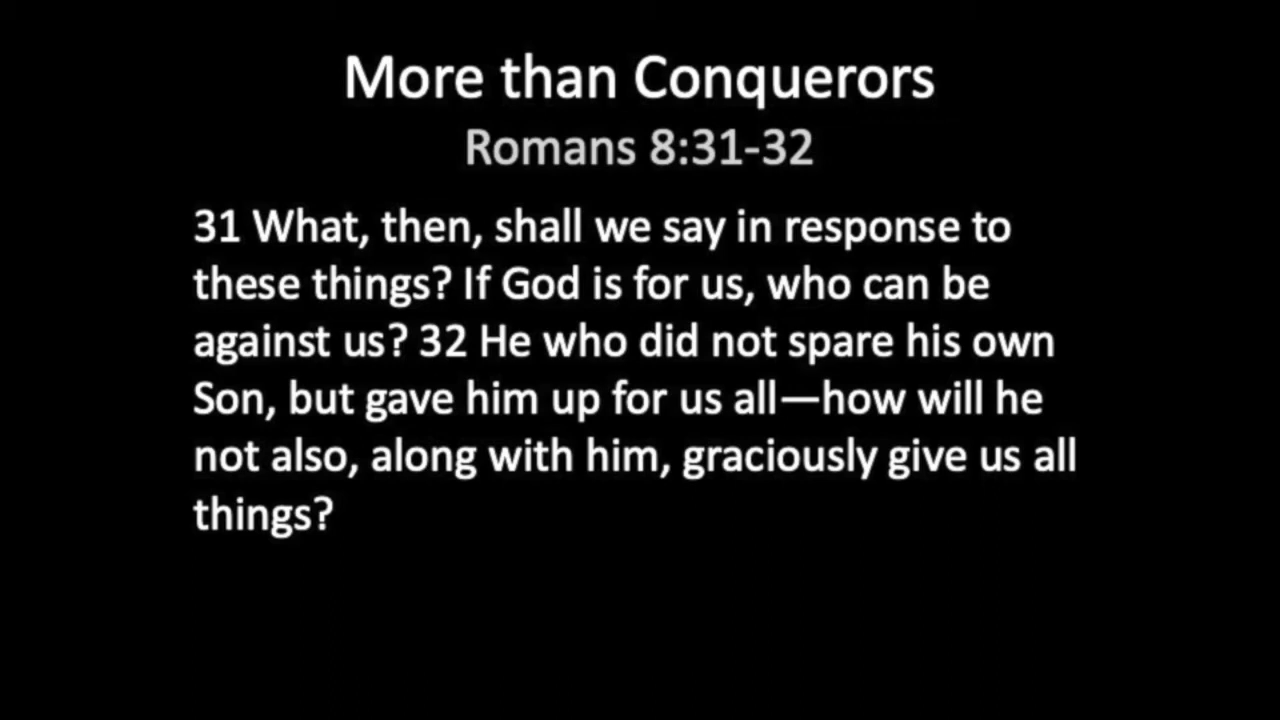 More than Conquerors
Romans 8:31-32
31 What, then, shall we say in response to
these things? If God is for us, who can be
against us? 32 He who did not spare his own
Son, but gave him up for us all—how will he
not also, along with him, graciously give us all
things?